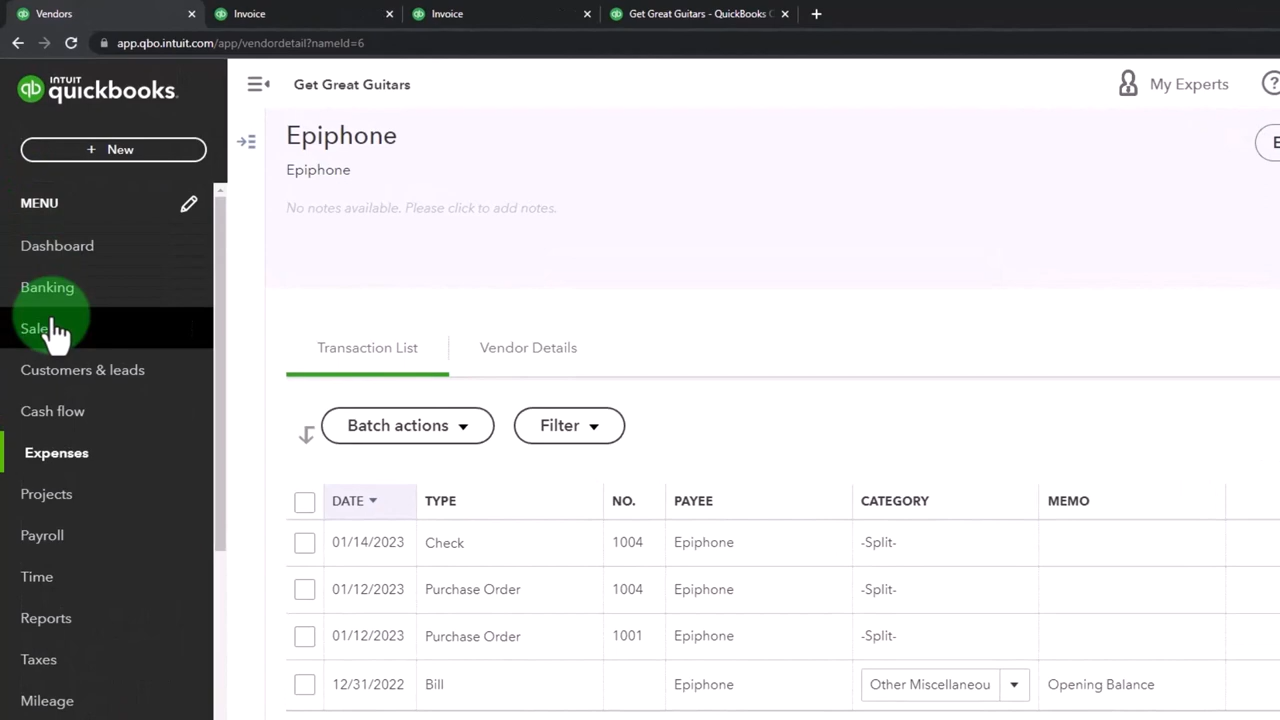 Vendors
Invoice
Invoice
Get Great Guitars - QuickBooks
app.qbo.intuit.com/app/vendordetail?nameId=6
INTUIT
quickbooks.
Get Great Guitars
My Experts
+ New
Epiphone
Epiphone
MENU
No notes available. Please click to add notes.
Dashboard
Banking
Sale
Transaction List
Vendor Details
Customers & leads
Cash flow
Batch actions
Filter
Expenses
Projects
DATE TYPE NO. PAYEE CATEGORY MEMO
Payroll
01/14/2023 Check 1004 Epiphone -Split-
Time
01/12/2023 Purchase Order 1004 Epiphone -Split-
Reports
01/12/2023 Purchase Order 1001 Epiphone -Split-
Taxes
12/31/2022 Bill Epiphone Other Miscellaneou Opening Balance
Mileage